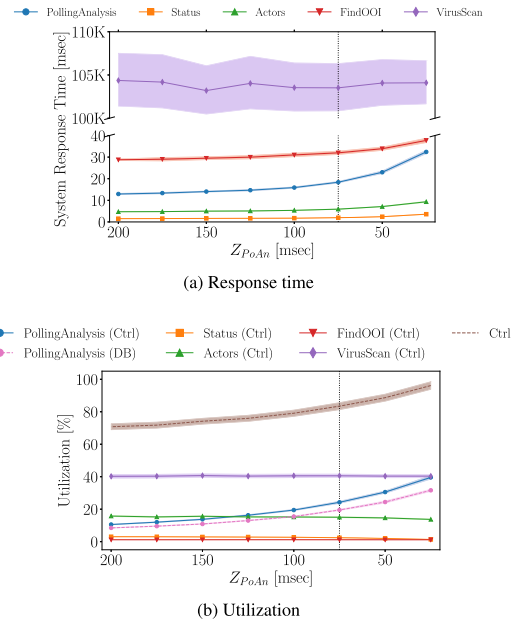 PollingAnalysis Status Actors FindOOI VirusScan
System Response Time [msec]
110K
105K
100K
40
30
20
10
0
200 150 100 50
Z_PoAn [msec]
(a) Response time
PollingAnalysis (Ctrl) Status (Ctrl) FindOOI (Ctrl) Ctrl
PollingAnalysis (DB) Actors (Ctrl) VirusScan (Ctrl)
Utilization [%]
100
80
60
40
20
0
200 150 100 50
Z_PoAn [msec]
(b) Utilization